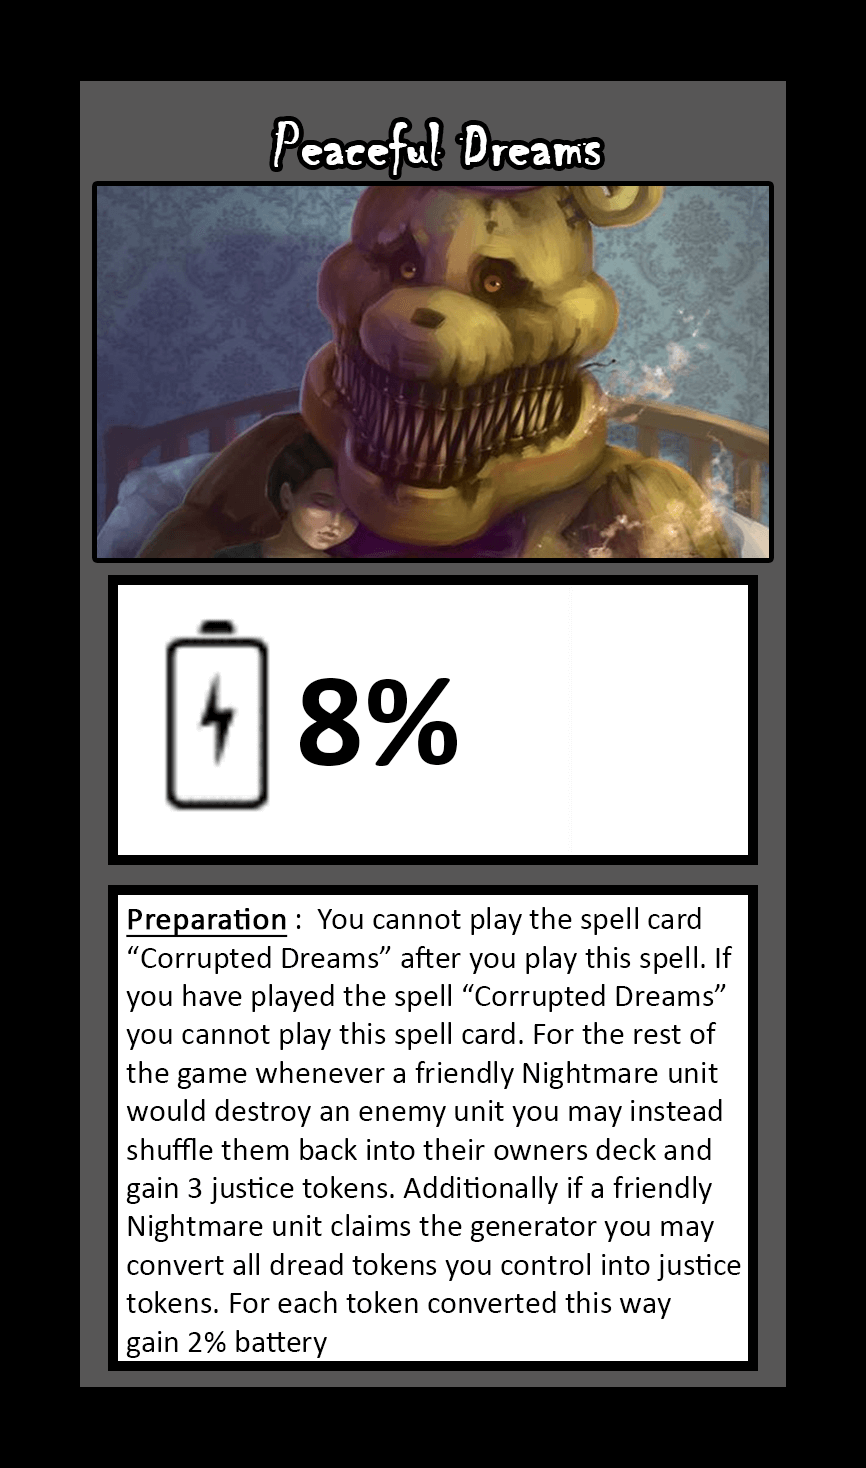 Peaceful Dreams
8%
Preparation :  You cannot play the spell card
“Corrupted Dreams” after you play this spell. If
you have played the spell “Corrupted Dreams”
you cannot play this spell card. For the rest of
the game whenever a friendly Nightmare unit
would destroy an enemy unit you may instead
shuffle them back into their owners deck and
gain 3 justice tokens. Additionally if a friendly
Nightmare unit claims the generator you may
convert all dread tokens you control into justice
tokens. For each token converted this way
gain 2% battery